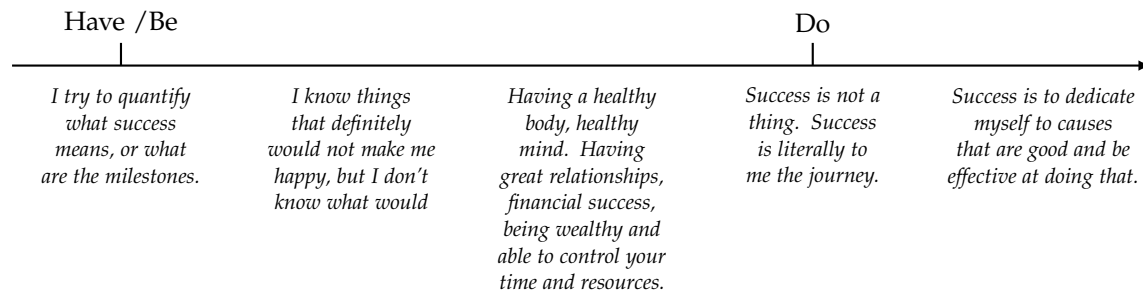 Have /Be
Do
I try to quantify
what success
means, or what
are the milestones.
I know things
that definitely
would not make me
happy, but I don't
know what would
Having a healthy
body, healthy
mind. Having
great relationships,
financial success,
being wealthy and
able to control your
time and resources.
Success is not a
thing. Success
is literally to
me the journey.
Success is to dedicate
myself to causes
that are good and be
effective at doing that.